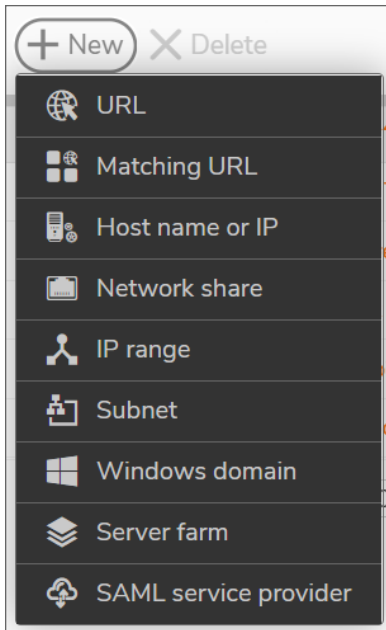 New Delete
URL
Matching URL
Host name or IP
Network share
IP range
Subnet
Windows domain
Server farm
SAML service provider